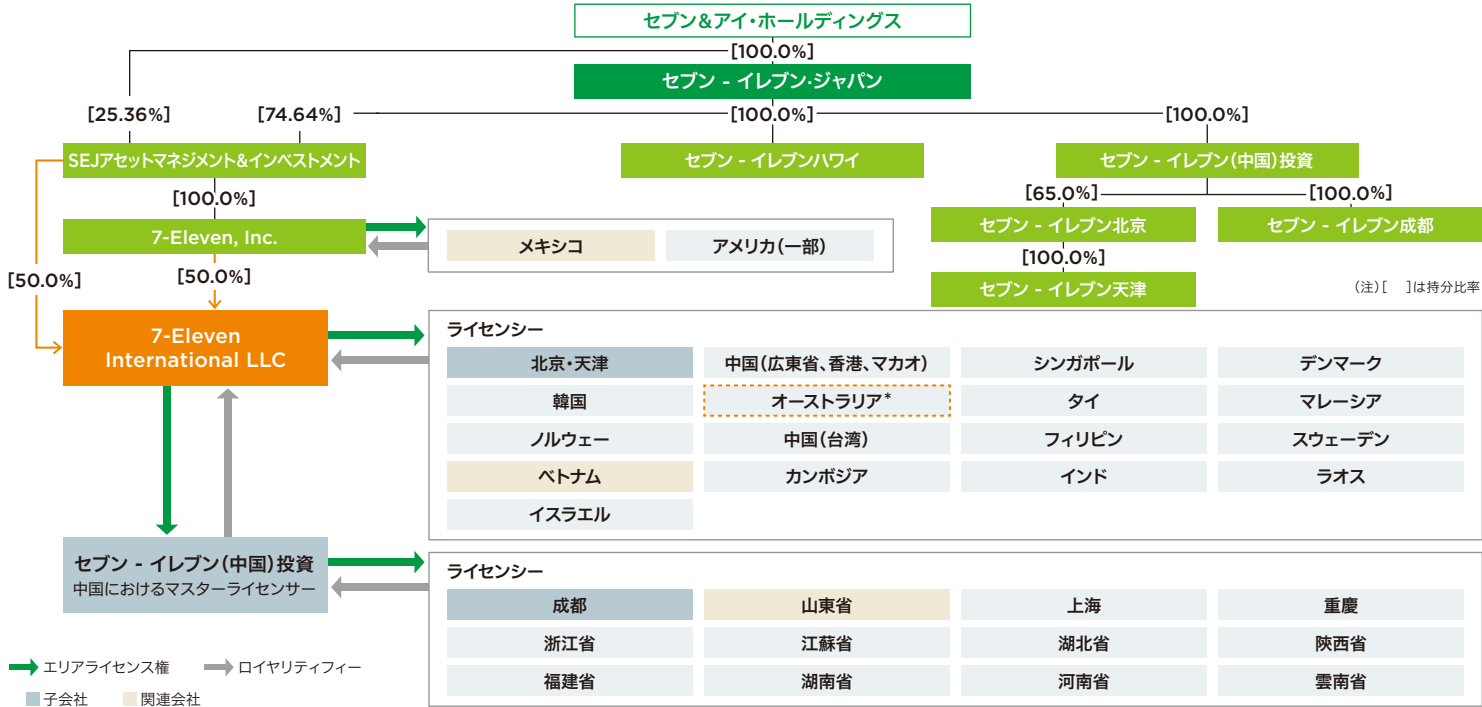 セブン&アイ・ホールディングス
[100.0%]
セブン - イレブン・ジャパン
[25.36%]
[74.64%]
[100.0%]
[100.0%]
SEJアセットマネジメント&インベストメント
セブン - イレブンハワイ
セブン - イレブン(中国)投資
[100.0%]
[65.0%]
[100.0%]
7-Eleven, Inc.
メキシコ
アメリカ(一部)
セブン - イレブン北京
セブン - イレブン成都
[100.0%]
セブン - イレブン天津
(注)[ ]は持分比率
[50.0%]
[50.0%]
7-Eleven
International LLC
ライセンシー
北京・天津
中国(広東省、香港、マカオ)
シンガポール
デンマーク
韓国
オーストラリア*
タイ
マレーシア
ノルウェー
中国(台湾)
フィリピン
スウェーデン
ベトナム
カンボジア
インド
ラオス
イスラエル
セブン - イレブン(中国)投資
中国におけるマスターライセンサー
ライセンシー
成都
山東省
上海
重慶
浙江省
江蘇省
湖北省
陝西省
福建省
湖南省
河南省
雲南省
エリアライセンス権
ロイヤリティフィー
子会社
関連会社